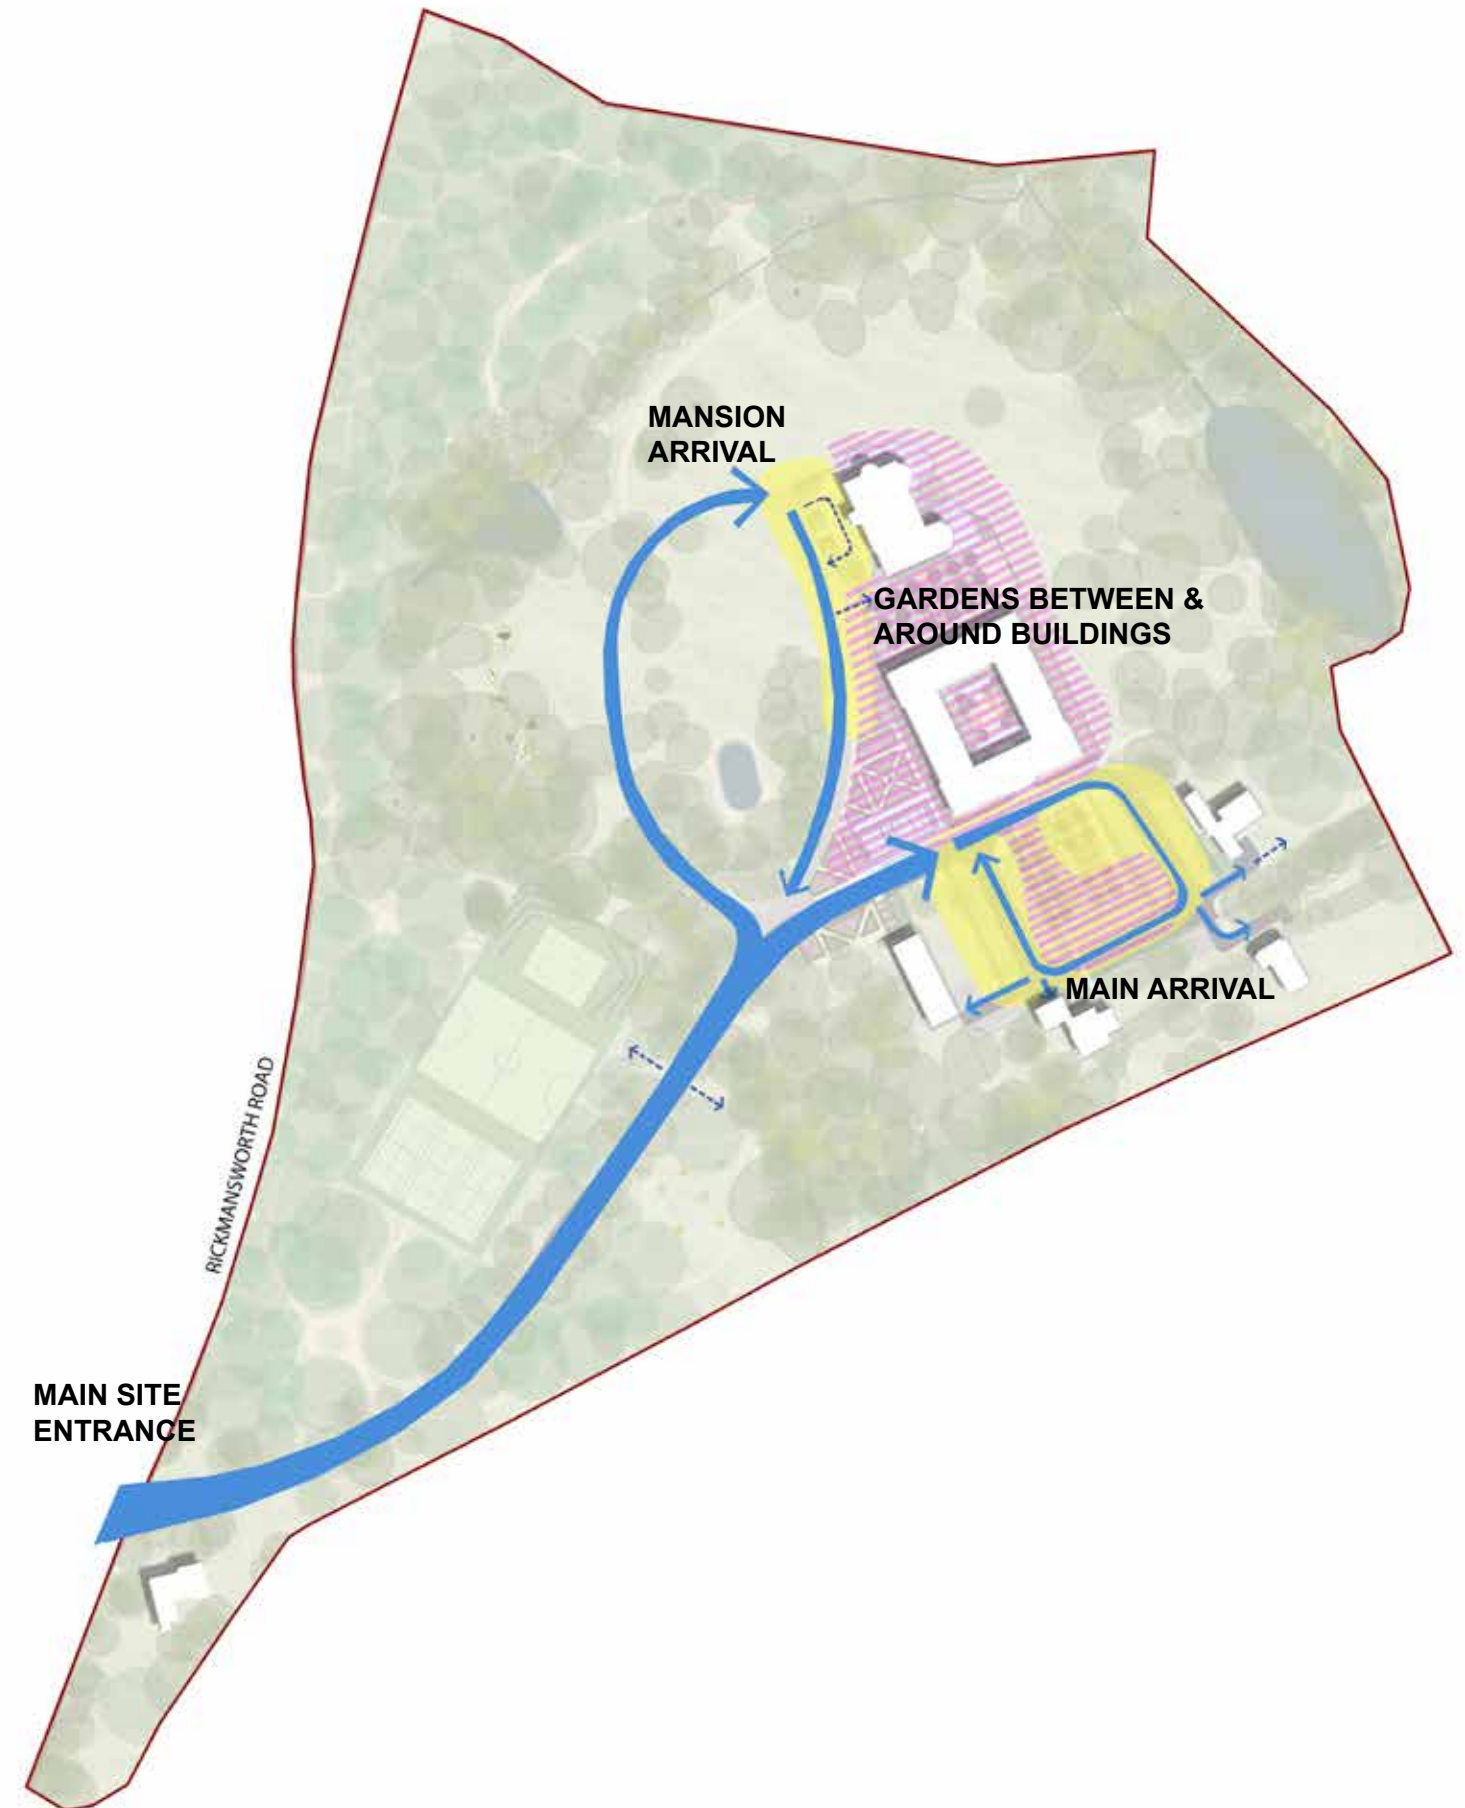 MANSION
ARRIVAL
GARDENS BETWEEN &
AROUND BUILDINGS
MAIN ARRIVAL
RICKMANSWORTH ROAD
MAIN SITE
ENTRANCE